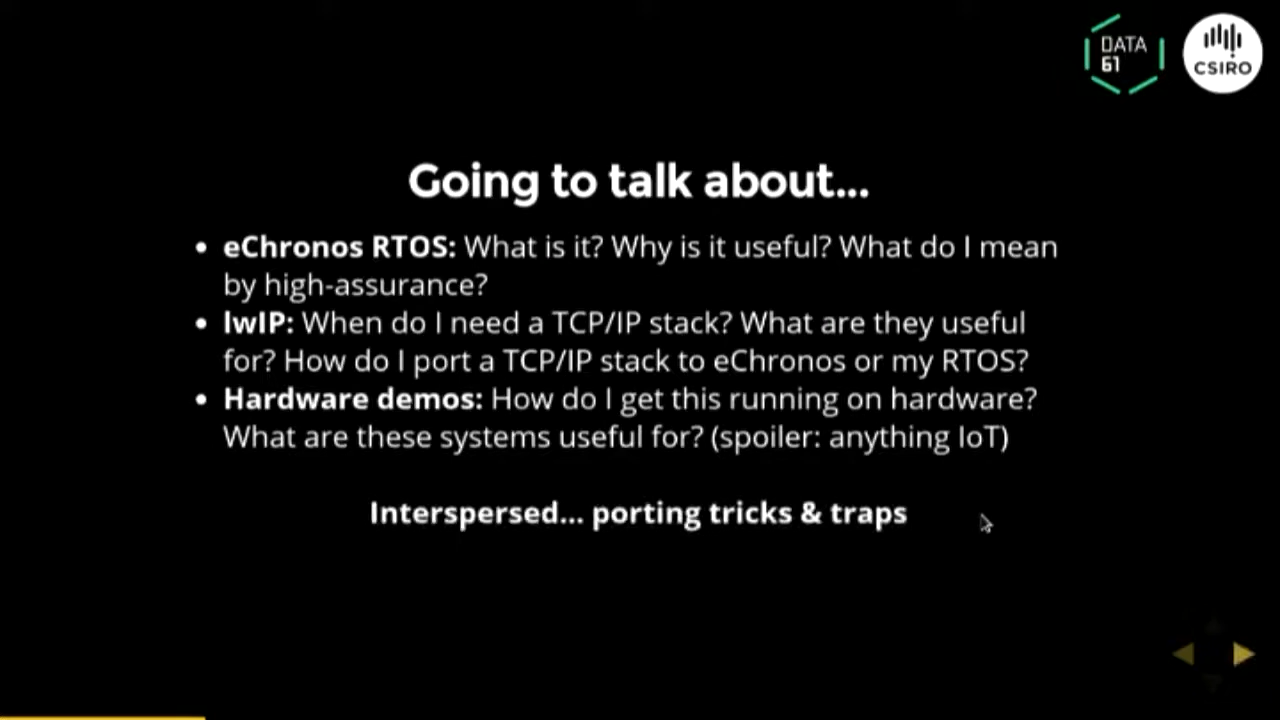 DATA
61
CSIRO
Going to talk about...
• eChronos RTOS: What is it? Why is it useful? What do I mean
by high-assurance?
• lwIP: When do I need a TCP/IP stack? What are they useful
for? How do I port a TCP/IP stack to eChronos or my RTOS?
• Hardware demos: How do I get this running on hardware?
What are these systems useful for? (spoiler: anything IoT)
Interspersed... porting tricks & traps